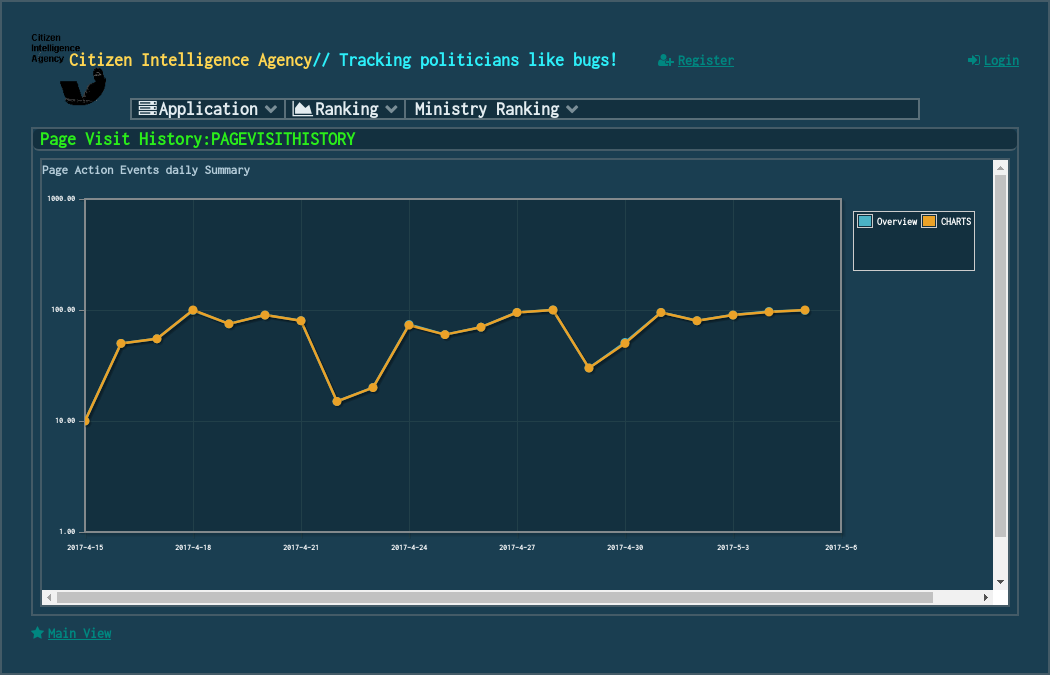 Citizen
Intelligence
Agency
Citizen Intelligence Agency// Tracking politicians like bugs!
Register
Login
Application
Ranking
Ministry Ranking
Page Visit History:PAGEVISITHISTORY
Page Action Events daily Summary
1000.00
100.00
10.00
1.00
2017-4-15 2017-4-18 2017-4-21 2017-4-24 2017-4-27 2017-4-30 2017-5-3 2017-5-6
Overview CHARTS
Main View